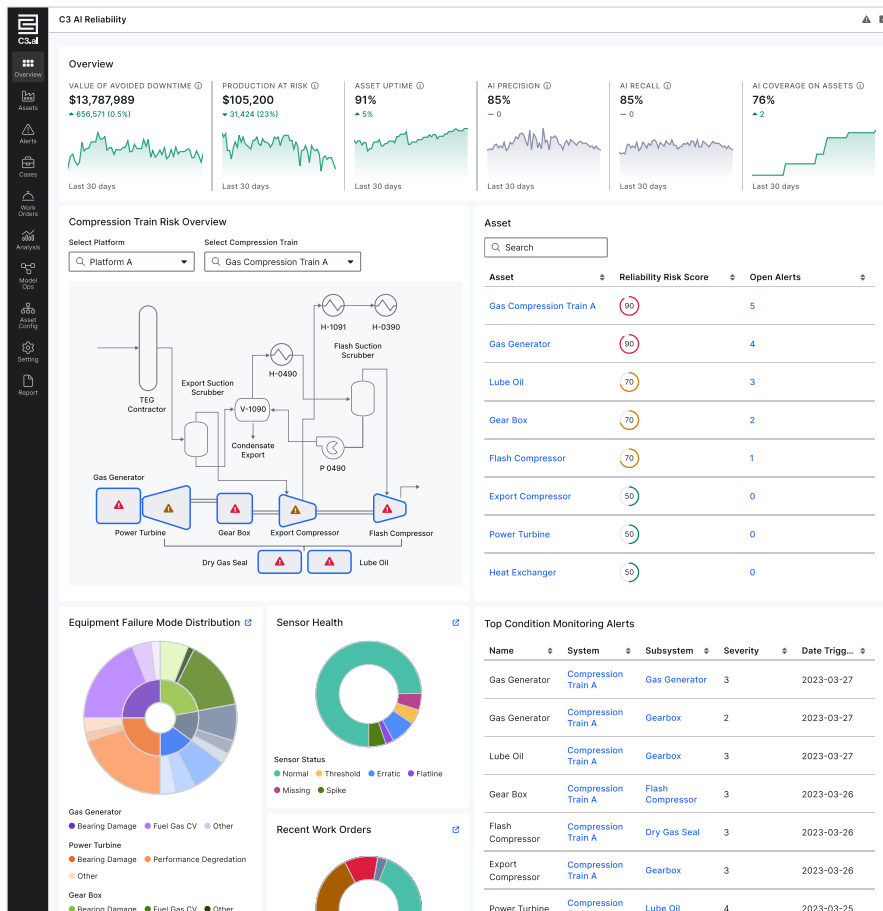 C3.ai
Overview
Assets
Alerts
Cases
Work
Orders
Analysis
Model
Ops
Asset
Config
Setting
Report
C3 AI Reliability
Overview
VALUE OF AVOIDED DOWNTIME
$13,787,989
656,571 (0.5%)
Last 30 days
PRODUCTION AT RISK
$105,200
31,424 (23%)
Last 30 days
ASSET UPTIME
91%
5%
Last 30 days
AI PRECISION
85%
— 0
Last 30 days
AI RECALL
85%
— 0
Last 30 days
AI COVERAGE ON ASSETS
76%
2
Last 30 days
Compression Train Risk Overview
Select Platform
Platform A
Select Compression Train
Gas Compression Train A
H-1091
H-0390
Flash Suction
Scrubber
H-0490
Export Suction
Scrubber
TEG
Contractor
V-1090
Condensate
Export
P 0490
Gas Generator
Power Turbine
Gear Box
Export Compressor
Flash Compressor
Dry Gas Seal
Lube Oil
Asset
Search
Asset Reliability Risk Score Open Alerts
Gas Compression Train A 90 5
Gas Generator 90 4
Lube Oil 70 3
Gear Box 70 2
Flash Compressor 70 1
Export Compressor 50 0
Power Turbine 50 0
Heat Exchanger 50 0
Equipment Failure Mode Distribution
Gas Generator
Bearing Damage Fuel Gas CV Other
Power Turbine
Bearing Damage Performance Degredation
Other
Gear Box
Bearing Damage Fuel Gas CV Other
Sensor Health
Sensor Status
Normal Threshold Erratic Flatline
Missing Spike
Recent Work Orders
Top Condition Monitoring Alerts
Name System Subsystem Severity Date Trigg...
Gas Generator Compression Train A Gas Generator 3 2023-03-27
Gas Generator Compression Train A Gearbox 2 2023-03-27
Lube Oil Compression Train A Gearbox 3 2023-03-27
Gear Box Compression Train A Flash Compressor 3 2023-03-26
Flash Compressor Compression Train A Dry Gas Seal 3 2023-03-26
Export Compressor Compression Train A Gearbox 3 2023-03-26
Power Turbine Compression Train A Lube Oil 4 2023-03-25